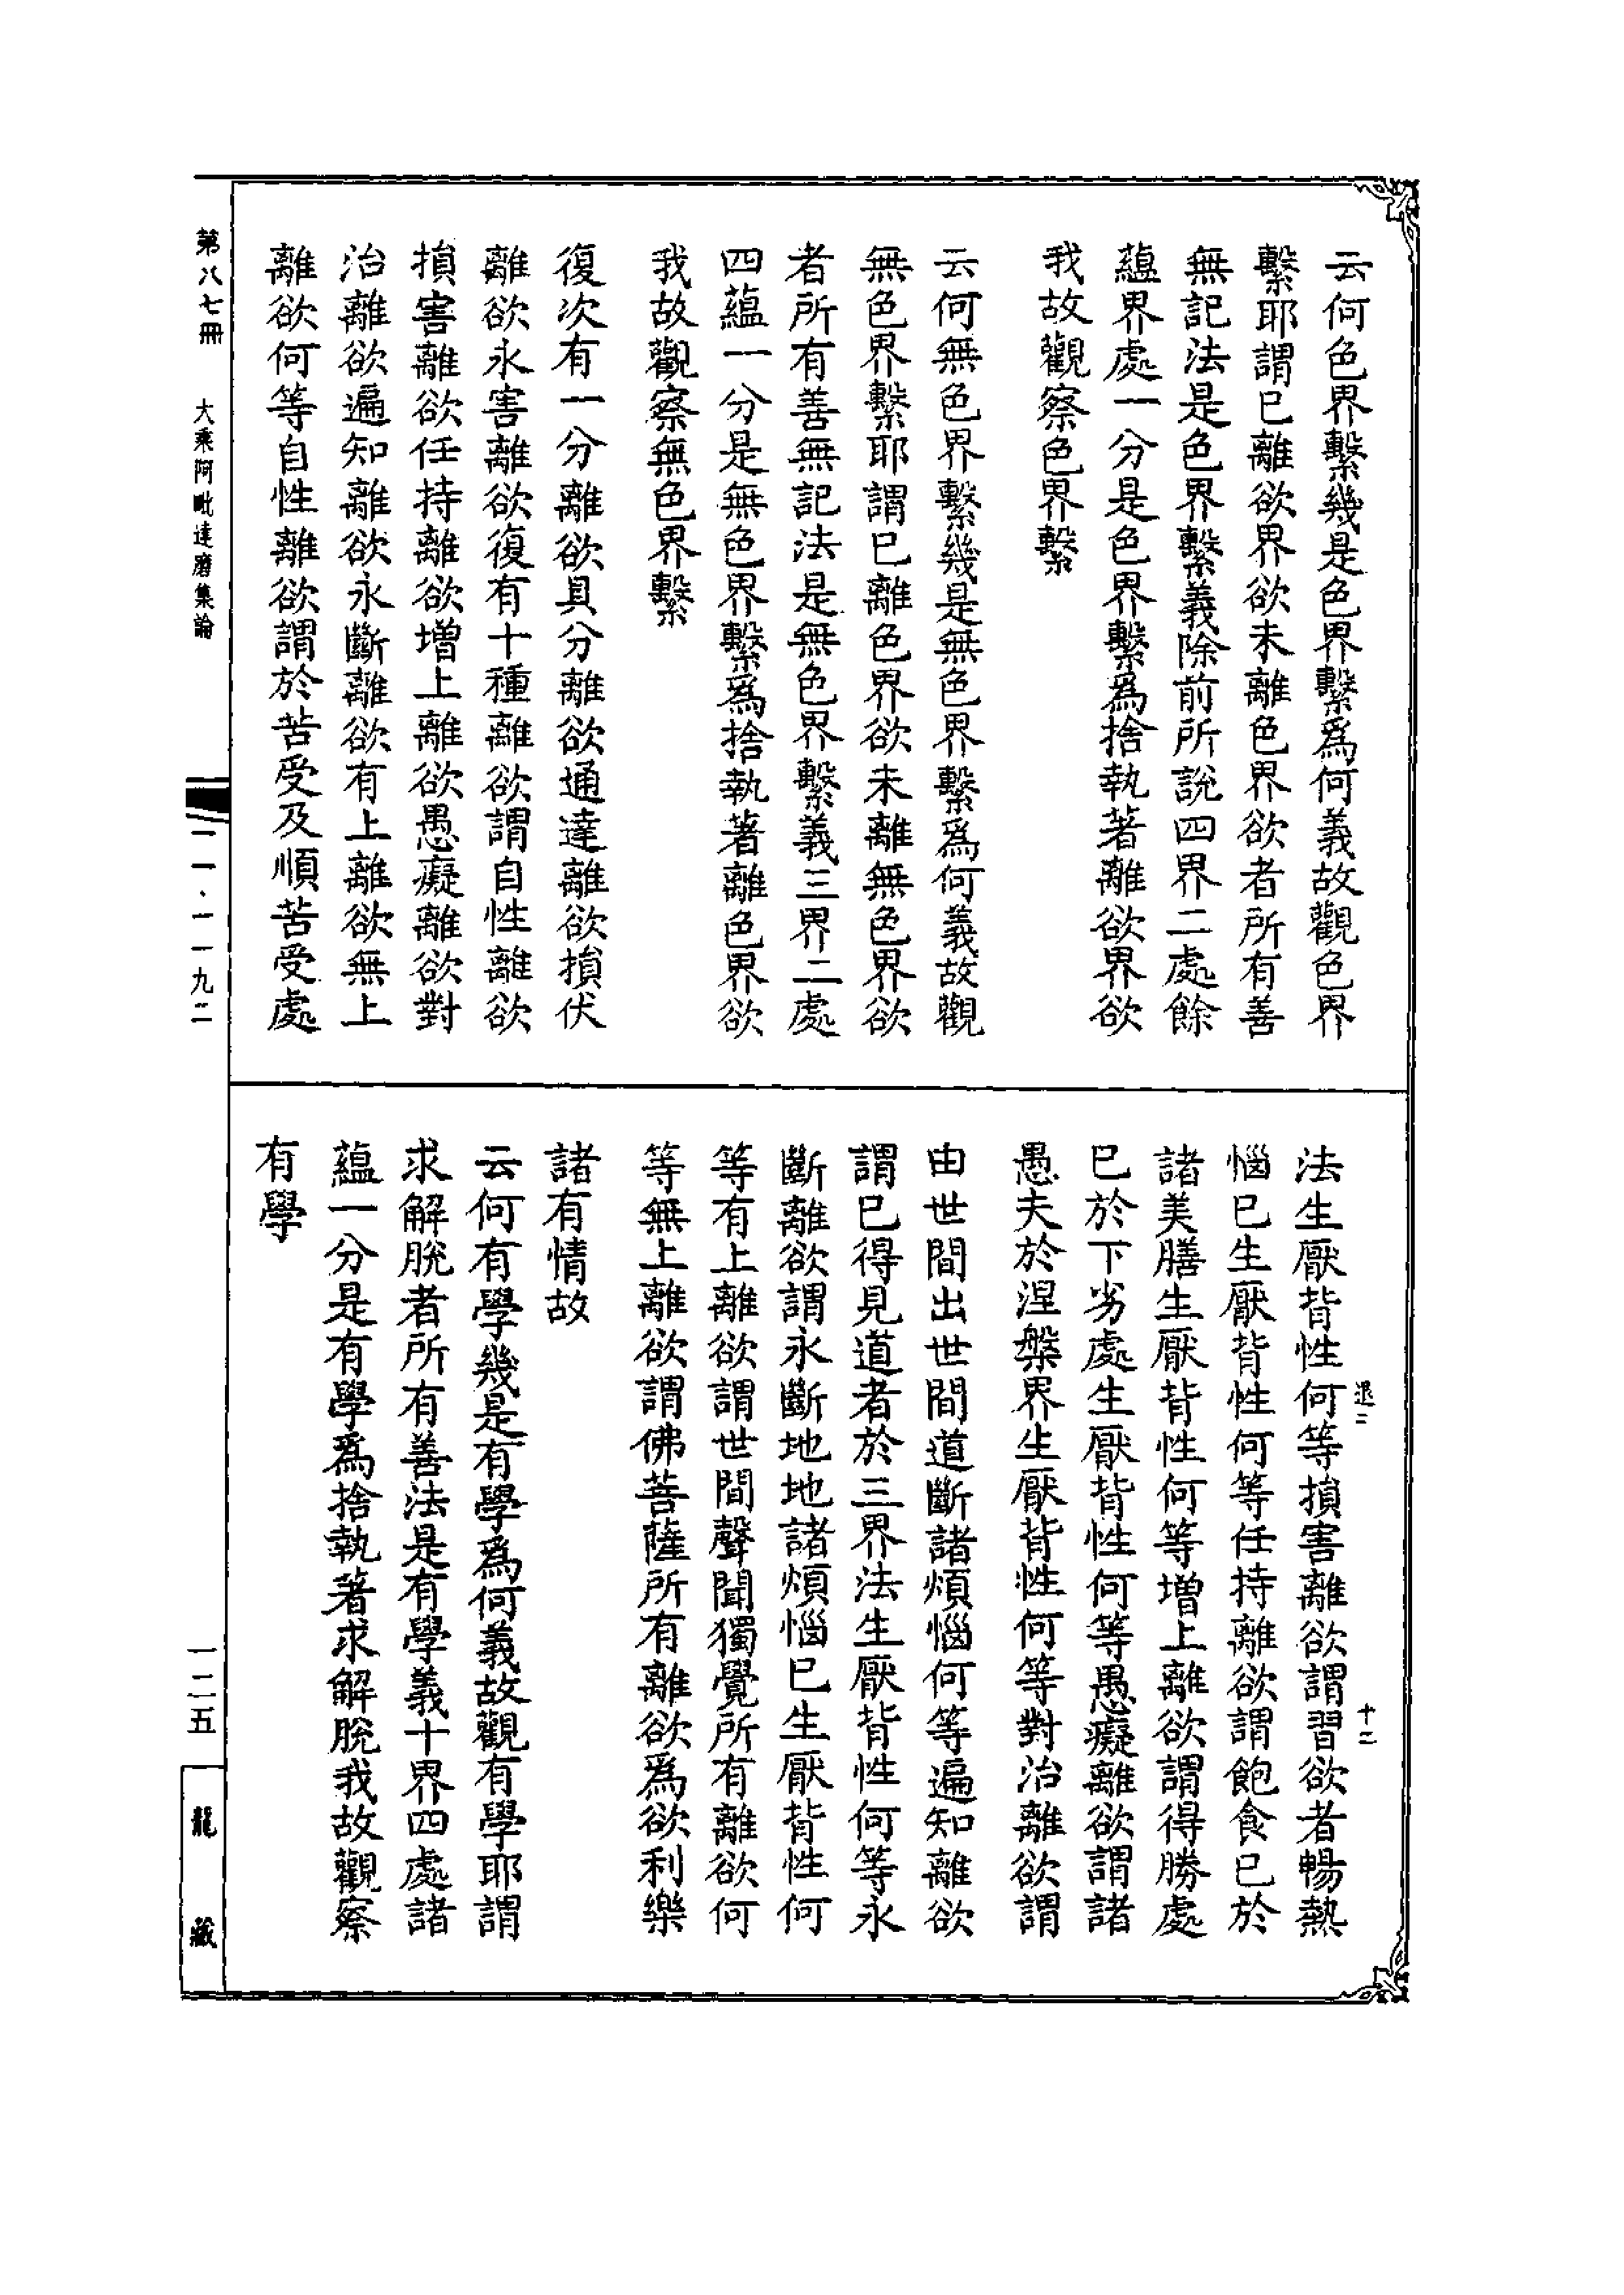 云何色界繫幾是色界繫爲何義故觀色界
繫耶謂已離欲界欲未離色界欲者所有善
無記法是色界繫義除前所說四界二處餘
蘊界處一分是色界繫爲捨執著離欲界欲
我故觀察色界繫
云何無色界繫幾是無色界繫爲何義故觀
無色界繫耶謂已離色界欲未離無色界欲
者所有善無記法是無色界繫義三界二處
四蘊一分是無色界繫爲捨執著離色界欲
我故觀察無色界繫
復次有一分離欲具分離欲通達離欲損伏
離欲永害離欲復有十種離欲謂自性離欲
損害離欲任持離欲增上離欲愚癡離欲對
治離欲遍知離欲永斷離欲有上離欲無上
離欲何等自性離欲謂於苦受及順苦受處
法生厭背性何等損害離欲謂習欲者暢熱
惱已生厭背性何等任持離欲謂飽食已於
諸美膳生厭背性何等增上離欲謂得勝處
已於下劣處生厭背性何等愚癡離欲謂諸
愚夫於涅槃界生厭背性何等對治離欲謂
由世間出世間道斷諸煩惱何等遍知離欲
謂已得見道者於三界法生厭背性何等永
斷離欲謂永斷地地諸煩惱已生厭背性何
等有上離欲謂世間聲聞獨覺所有離欲何
等無上離欲謂佛菩薩所有離欲爲欲利樂
諸有情故
云何有學幾是有學爲何義故觀有學耶謂
求解脫者所有善法是有學義十界四處諸
蘊一分是有學爲捨執著求解脫我故觀察
有學
退二 十二
第八七冊 大乘阿毗達磨集論
二一·一一九二
一二五
龍藏